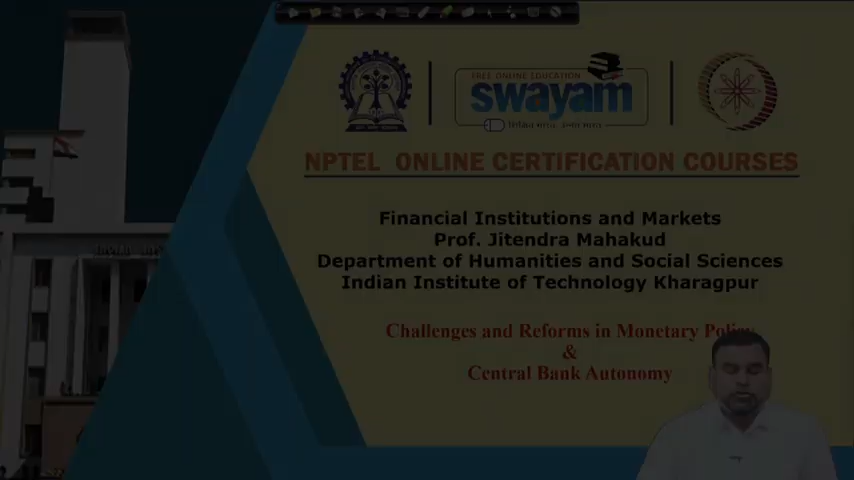 FREE ONLINE EDUCATION
swayam
NPTEL ONLINE CERTIFICATION COURSES
Financial Institutions and Markets
Prof. Jitendra Mahakud
Department of Humanities and Social Sciences
Indian Institute of Technology Kharagpur
Challenges and Reforms in Monetary Policy
&
Central Bank Autonomy